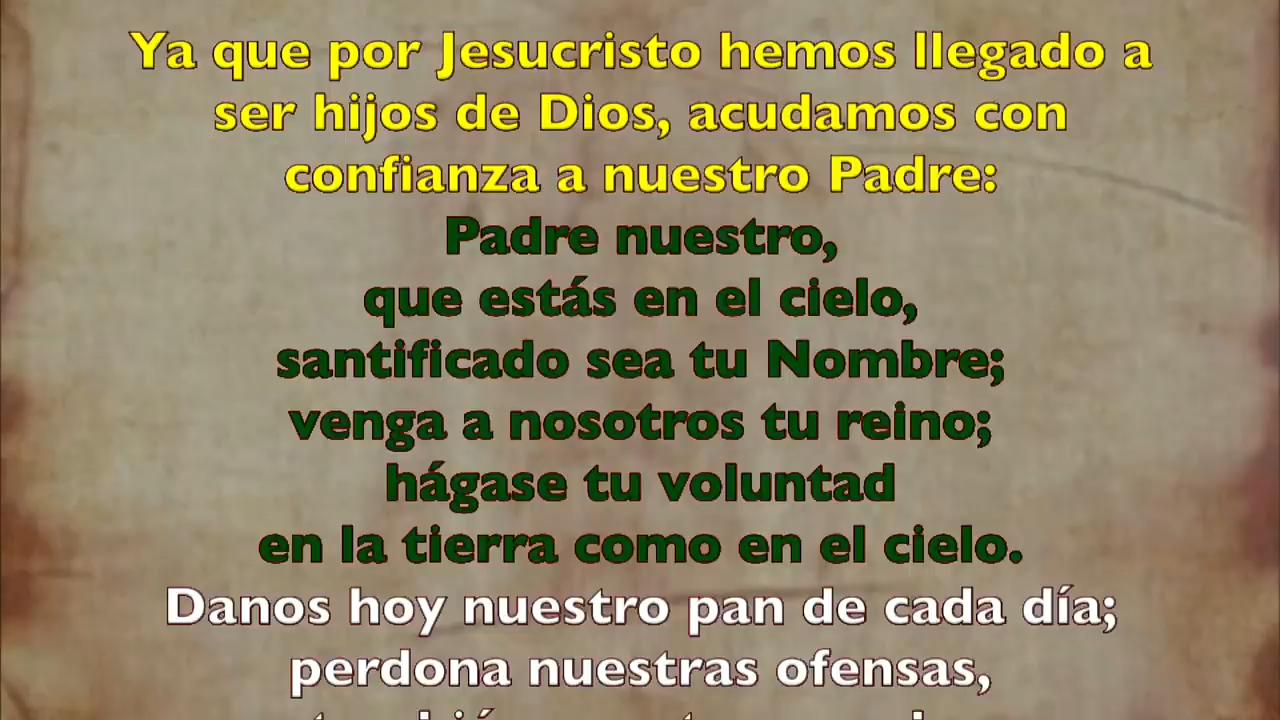 Ya que por Jesucristo hemos llegado a
ser hijos de Dios, acudamos con
confianza a nuestro Padre:
Padre nuestro,
que estás en el cielo,
santificado sea tu Nombre;
venga a nosotros tu reino;
hágase tu voluntad
en la tierra como en el cielo.
Danos hoy nuestro pan de cada día;
perdona nuestras ofensas,